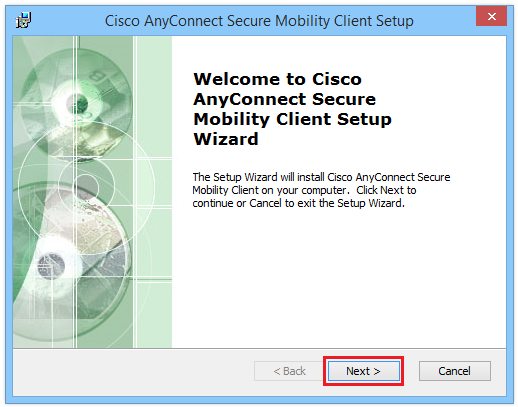 Cisco AnyConnect Secure Mobility Client Setup
Welcome to Cisco
AnyConnect Secure
Mobility Client Setup
Wizard
The Setup Wizard will install Cisco AnyConnect Secure
Mobility Client on your computer. Click Next to
continue or Cancel to exit the Setup Wizard.
< Back Next > Cancel